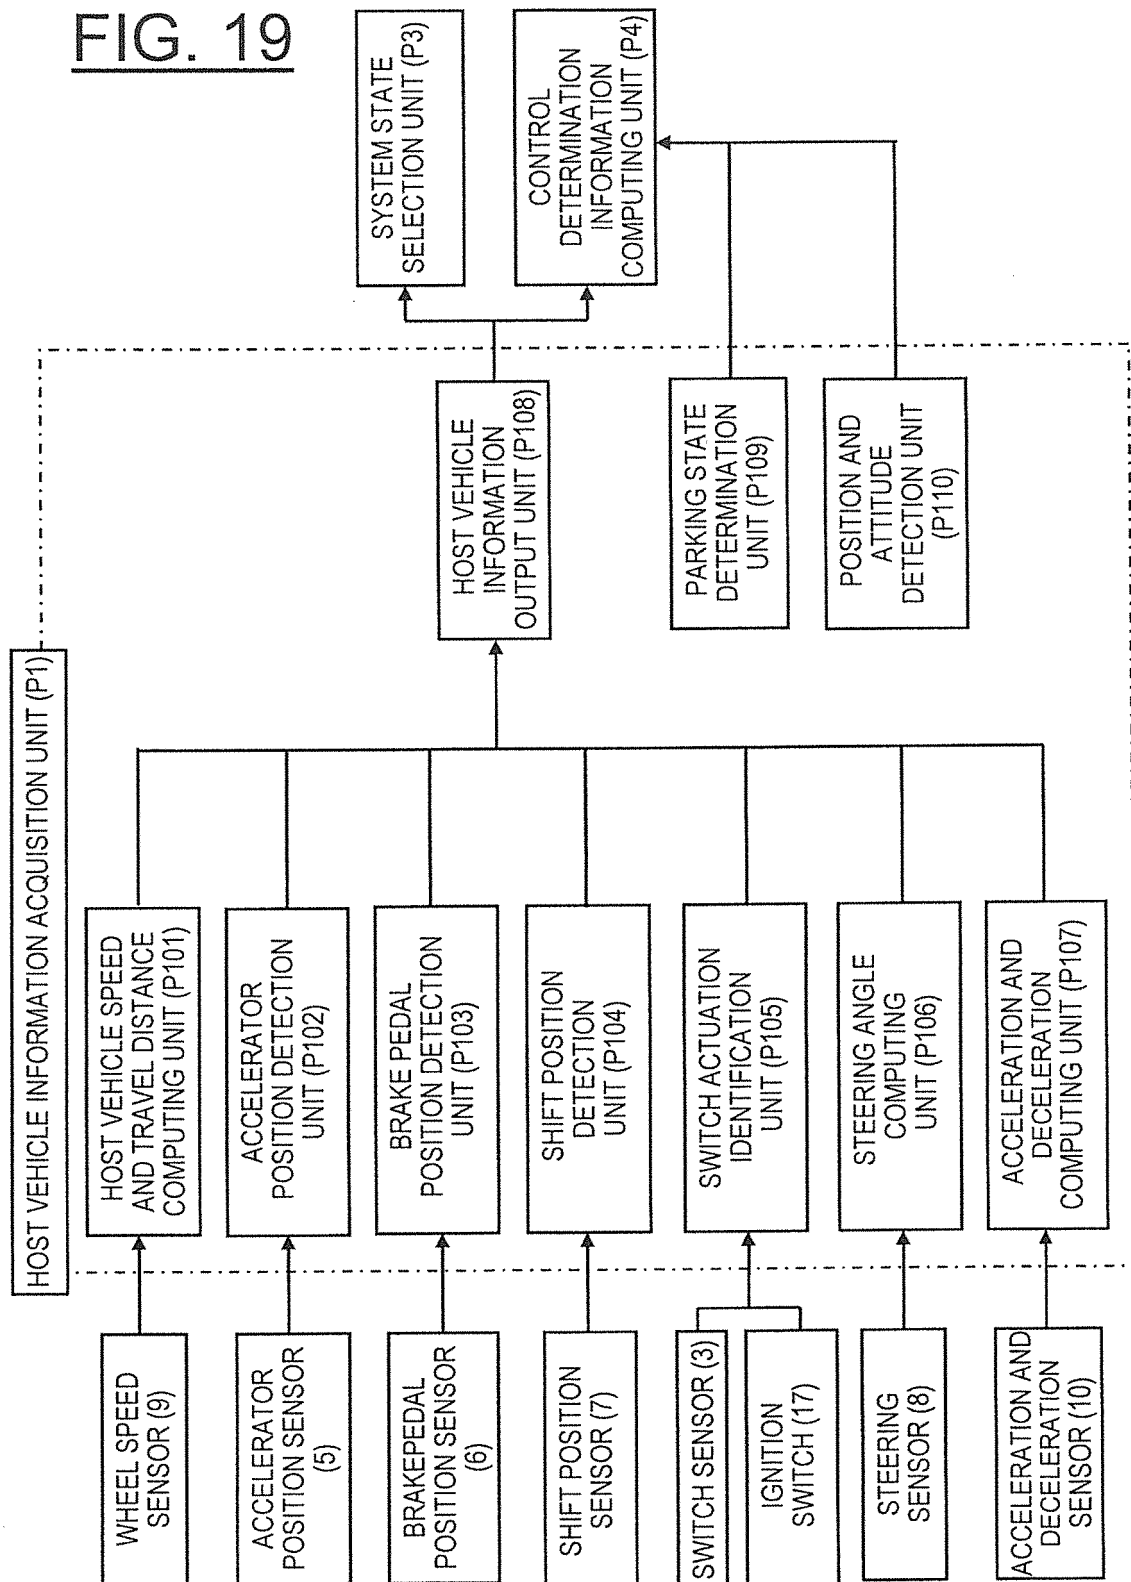 FIG. 19
HOST VEHICLE INFORMATION ACQUISITION UNIT (P1)
WHEEL SPEED
SENSOR (9)
ACCELERATOR
POSITION SENSOR
(5)
BRAKEPEDAL
POSITION SENSOR
(6)
SHIFT POSITION
SENSOR (7)
SWITCH SENSOR (3)
IGNITION
SWITCH (17)
STEERING
SENSOR (8)
ACCELERATION AND
DECELERATION
SENSOR (10)
HOST VEHICLE SPEED
AND TRAVEL DISTANCE
COMPUTING UNIT (P101)
ACCELERATOR
POSITION DETECTION
UNIT (P102)
BRAKE PEDAL
POSITION DETECTION
UNIT (P103)
SHIFT POSITION
DETECTION
UNIT (P104)
SWITCH ACTUATION
IDENTIFICATION
UNIT (P105)
STEERING ANGLE
COMPUTING
UNIT (P106)
ACCELERATION AND
DECELERATION
COMPUTING UNIT (P107)
HOST VEHICLE
INFORMATION
OUTPUT UNIT (P108)
PARKING STATE
DETERMINATION
UNIT (P109)
POSITION AND
ATTITUDE
DETECTION UNIT
(P110)
SYSTEM STATE
SELECTION UNIT (P3)
CONTROL
DETERMINATION
INFORMATION
COMPUTING UNIT (P4)